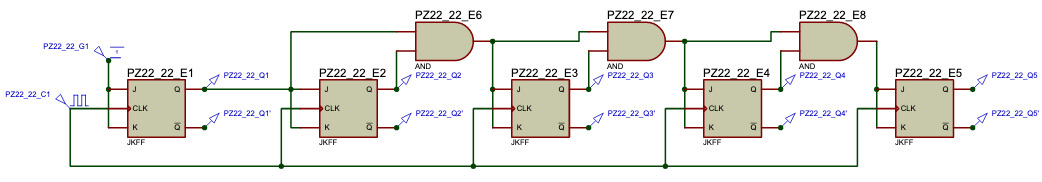 PZ22_22_E6
PZ22_22_E7
PZ22_22_E8
PZ22_22_G1
1
AND
AND
AND
PZ22_22_E1
PZ22_22_Q1
PZ22_22_E2
PZ22_22_Q2
PZ22_22_E3
PZ22_22_Q3
PZ22_22_E4
PZ22_22_Q4
PZ22_22_E5
PZ22_22_Q5
J Q
J Q
J Q
J Q
J Q
PZ22_22_C1
CLK
CLK
CLK
CLK
CLK
PZ22_22_Q1'
PZ22_22_Q2'
PZ22_22_Q3'
PZ22_22_Q4'
PZ22_22_Q5'
K Q̅
K Q̅
K Q̅
K Q̅
K Q̅
JKFF
JKFF
JKFF
JKFF
JKFF